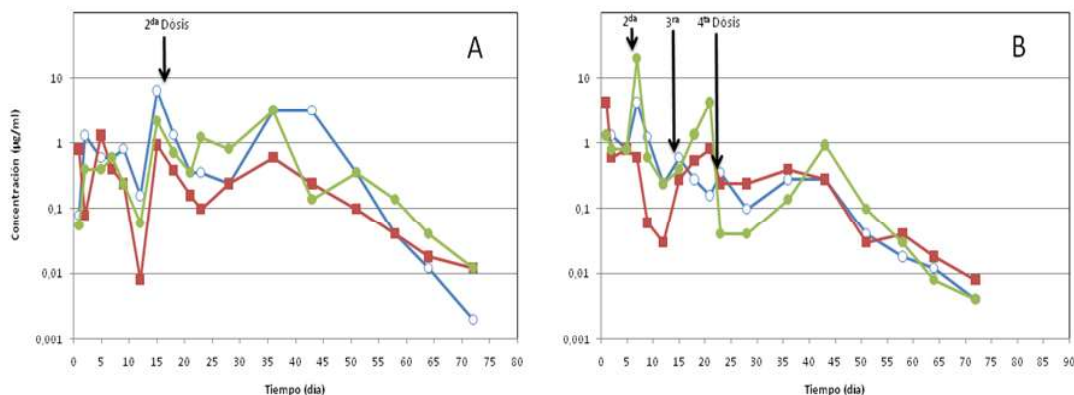 2da Dósis
A
Concentración (µg/ml)
10
1
0,1
0,01
0,001
0 5 10 15 20 25 30 35 40 45 50 55 60 65 70 75 80
Tiempo (dia)
2da 3ra 4ta Dósis
B
10
1
0,1
0,01
0,001
0 5 10 15 20 25 30 35 40 45 50 55 60 65 70 75 80 85 90
Tiempo (dia)